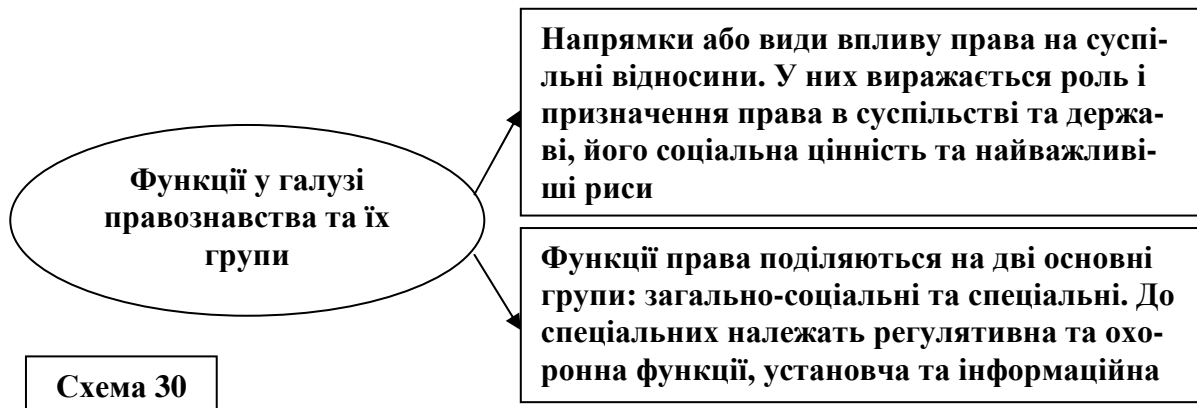 Функції у галузі
правознавства та їх
групи
Напрямки або види впливу права на суспі-
льні відносини. У них виражається роль і
призначення права в суспільстві та держа-
ві, його соціальна цінність та найважливі-
ші риси
Функції права поділяються на дві основні
групи: загально-соціальні та спеціальні. До
спеціальних належать регулятивна та охо-
ронна функції, установча та інформаційна
Схема 30